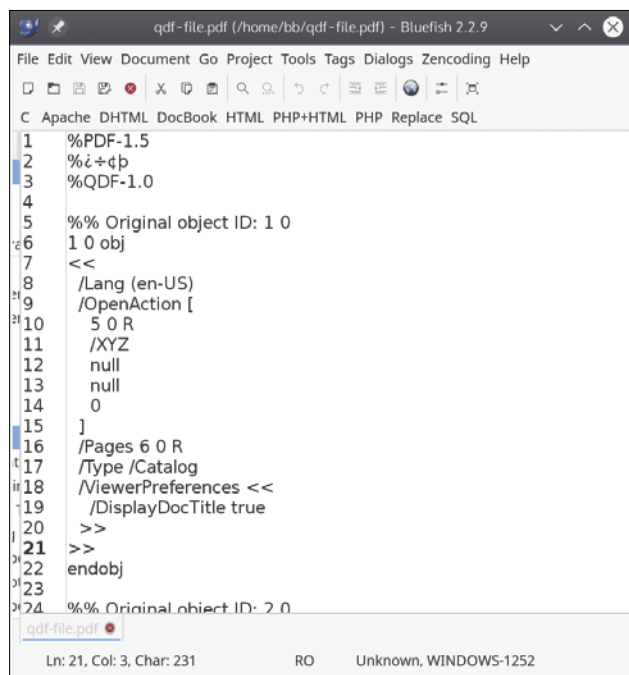 qdf-file.pdf (/home/bb/qdf-file.pdf) - Bluefish 2.2.9
File Edit View Document Go Project Tools Tags Dialogs Zencoding Help
C Apache DHTML DocBook HTML PHP+HTML PHP Replace SQL
1 %PDF-1.5
2 %¿÷¢þ
3 %QDF-1.0
4
5 %% Original object ID: 1 0
6 1 0 obj
7 <<
8 /Lang (en-US)
9 /OpenAction [
10 5 0 R
11 /XYZ
12 null
13 null
14 0
15 ]
16 /Pages 6 0 R
17 /Type /Catalog
18 /ViewerPreferences <<
19 /DisplayDocTitle true
20 >>
21 >>
22 endobj
23
24 %% Original object ID: 2 0
qdf-file.pdf
Ln: 21, Col: 3, Char: 231 RO Unknown, WINDOWS-1252